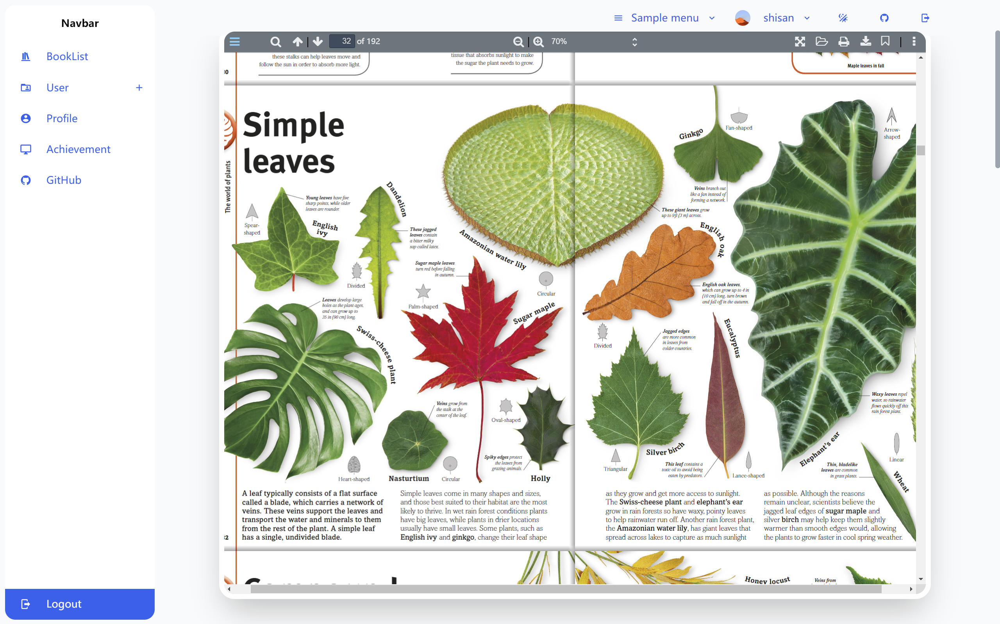 Navbar
BookList
User
Profile
Achievement
GitHub
Logout
Sample menu
shisan
32 of 192
70%
these stalks can help leaves move and
follow the sun in order to absorb more light.
tissue that absorbs sunlight to make
the sugar the plant needs to grow.
Maple leaves in fall
The world of plants
Simple
leaves
Spear-
shaped
Young leaves have five
sharp points, while older
leaves are rounder.
English
ivy
Dandelion
These jagged
leaves contain
a bitter milky
sap called latex.
Divided
Amazonian water lily
These giant leaves grow
up to 9 ft (3 m) across.
Circular
Ginkgo
Fan-shaped
Veins branch out
like a fan instead of
forming a network.
Arrow-
shaped
English oak
English oak leaves,
which can grow up to 4 in
(10 cm) long, turn brown
and fall off in the autumn.
Divided
Leaves develop large
holes as the plant ages,
and can grow up to
35 in (90 cm) long.
Swiss-cheese plant
Heart-shaped
Sugar maple leaves
turn red before falling
in autumn.
Palm-shaped
Sugar maple
Veins grow from
the stalk at the
center of the leaf.
Nasturtium
Circular
Oval-shaped
Spiky edges protect
the leaves from
grazing animals.
Holly
Jagged edges
are more common
in leaves from
colder countries.
Silver birch
Triangular
Eucalyptus
This leaf contains a
toxic oil to avoid being
eaten by predators.
Lance-shaped
Waxy leaves repel
water, so rainwater
flows quickly off this
rain forest plant.
Elephant's ear
Thin, bladelike
leaves are common
in grass plants.
Linear
Wheat
A leaf typically consists of a flat surface
called a blade, which carries a network of
veins. These veins support the leaves and
transport the water and minerals to them
from the rest of the plant. A simple leaf
has a single, undivided blade.
Simple leaves come in many shapes and sizes,
and those best suited to their habitat are the most
likely to thrive. In wet rain forest conditions plants
have big leaves, while plants in drier locations
usually have small leaves. Some plants, such as
English ivy and ginkgo, change their leaf shape
as they grow and get more access to sunlight.
The Swiss-cheese plant and elephant's ear
grow in rain forests so have waxy, pointy leaves
to help rainwater run off. Another rain forest plant,
the Amazonian water lily, has giant leaves that
spread across lakes to capture as much sunlight
as possible. Although the reasons
remain unclear, scientists believe the
jagged leaf edges of sugar maple and
silver birch may help keep them slightly
warmer than smooth edges would, allowing
the plants to grow faster in cool spring weather.
Honey locust
Veins from